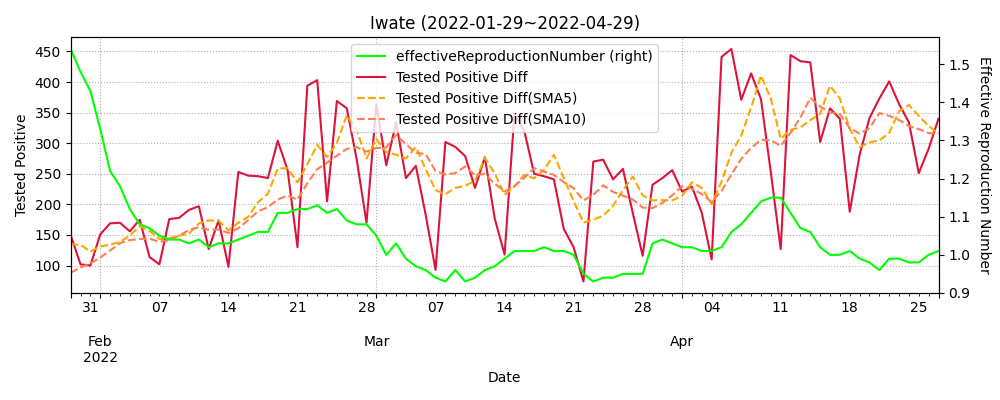 Iwate (2022-01-29~2022-04-29)
effectiveReproductionNumber (right)
Tested Positive Diff
Tested Positive Diff(SMA5)
Tested Positive Diff(SMA10)
Tested Positive
450
400
350
300
250
200
150
100
1.5
1.4
1.3
1.2
1.1
1.0
0.9
Effective Reproduction Number
31 07 14 21 28 07 14 21 28 04 11 18 25
Feb Mar Apr
2022
Date